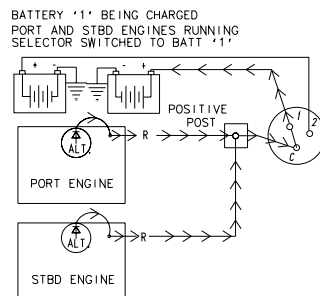 BATTERY '1' BEING CHARGED
PORT AND STBD ENGINES RUNNING
SELECTOR SWITCHED TO BATT '1'
+ - - +
POSITIVE
POST
1
2
C
ALT.
R
PORT ENGINE
ALT.
R
STBD ENGINE